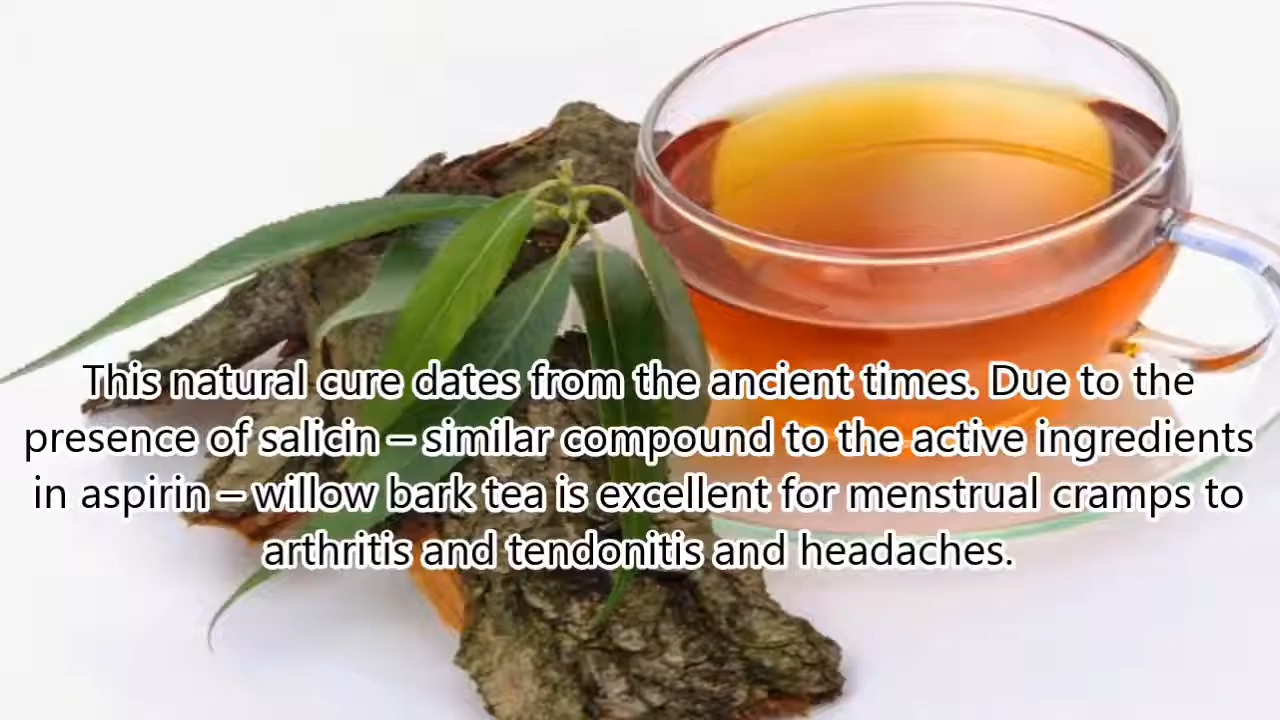 This natural cure dates from the ancient times. Due to the
presence of salicin – similar compound to the active ingredients
in aspirin – willow bark tea is excellent for menstrual cramps to
arthritis and tendonitis and headaches.